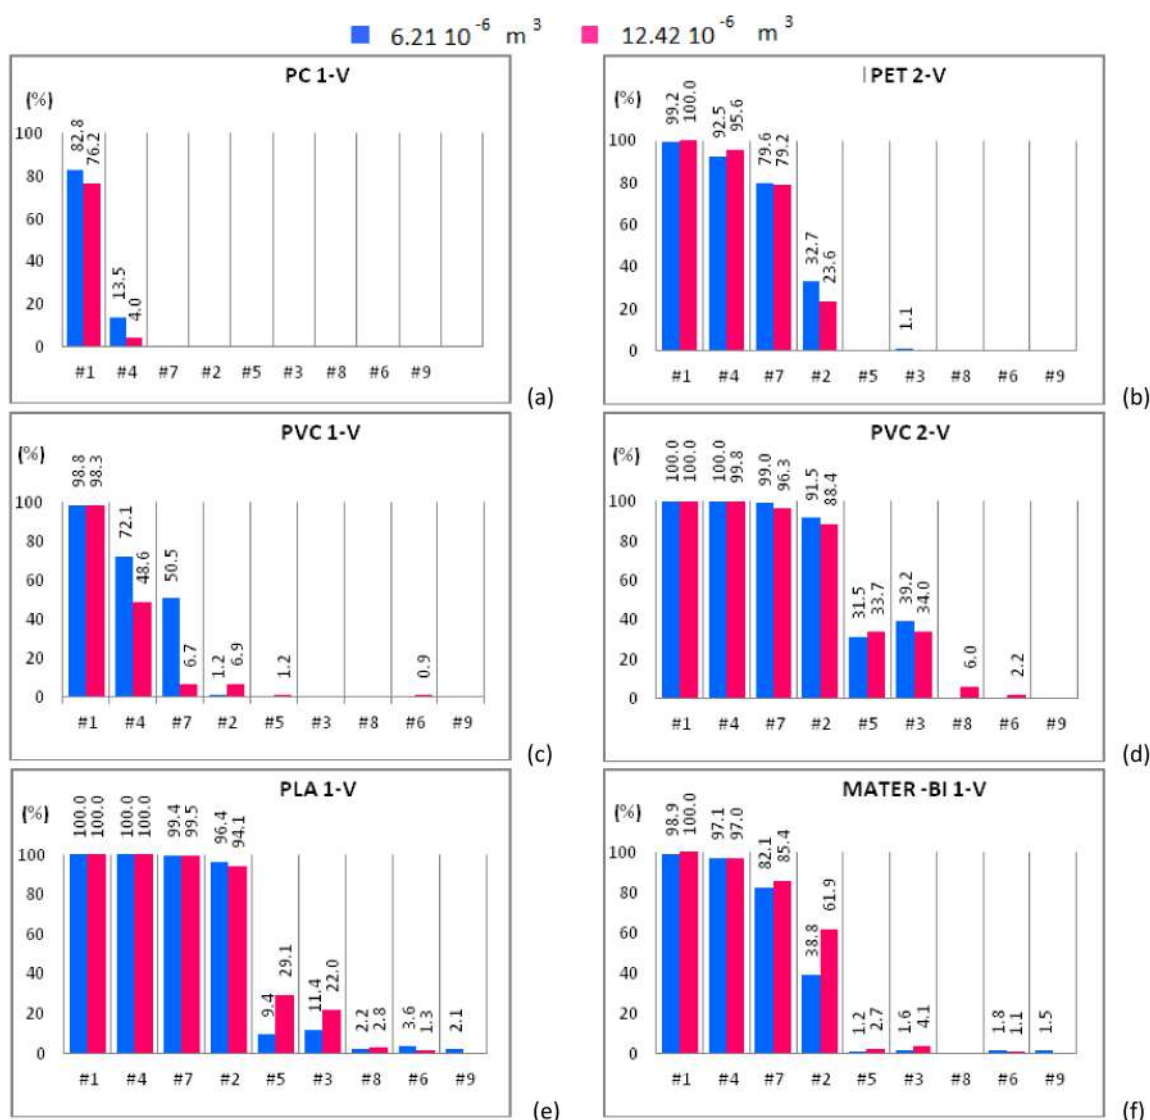 6.21 10⁻⁶ m³ 12.42 10⁻⁶ m³
PC 1-V
(%)
82.8 76.2 13.5 4.0
100
80
60
40
20
0
#1 #4 #7 #2 #5 #3 #8 #6 #9
(a)
PET 2-V
(%)
99.2 100.0 92.5 95.6 79.6 79.2 32.7 23.6 1.1
100
80
60
40
20
0
#1 #4 #7 #2 #5 #3 #8 #6 #9
(b)
PVC 1-V
(%)
98.8 98.3 72.1 48.6 50.5 6.7 1.2 6.9 1.2 0.9
100
80
60
40
20
0
#1 #4 #7 #2 #5 #3 #8 #6 #9
(c)
PVC 2-V
(%)
100.0 100.0 100.0 99.8 99.0 96.3 91.5 88.4 31.5 33.7 39.2 34.0 6.0 2.2
100
80
60
40
20
0
#1 #4 #7 #2 #5 #3 #8 #6 #9
(d)
PLA 1-V
(%)
100.0 100.0 100.0 100.0 99.4 99.5 96.4 94.1 9.4 29.1 11.4 22.0 2.2 2.8 3.6 1.3 2.1
100
80
60
40
20
0
#1 #4 #7 #2 #5 #3 #8 #6 #9
(e)
MATER -BI 1-V
(%)
98.9 100.0 97.1 97.0 82.1 85.4 38.8 61.9 1.2 2.7 1.6 4.1 1.8 1.1 1.5
100
80
60
40
20
0
#1 #4 #7 #2 #5 #3 #8 #6 #9
(f)